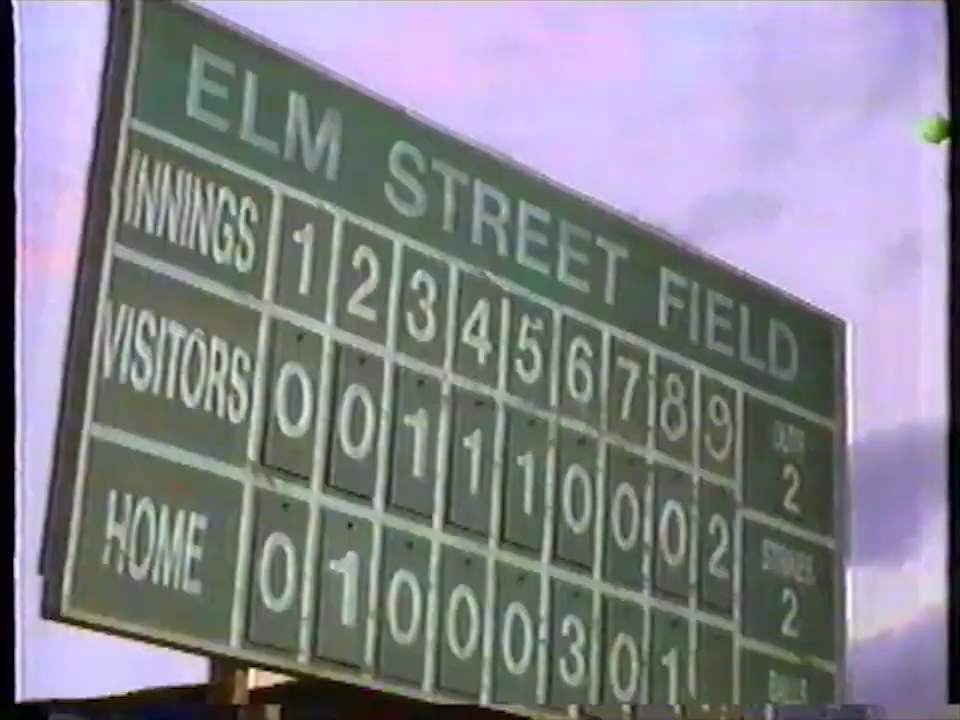 ELM STREET FIELD
INNINGS 1 2 3 4 5 6 7 8 9
OUTS 2
VISITORS 0 0 1 1 1 0 0 0 2
STRIKES 2
HOME 0 1 0 0 0 3 0 1
BALLS